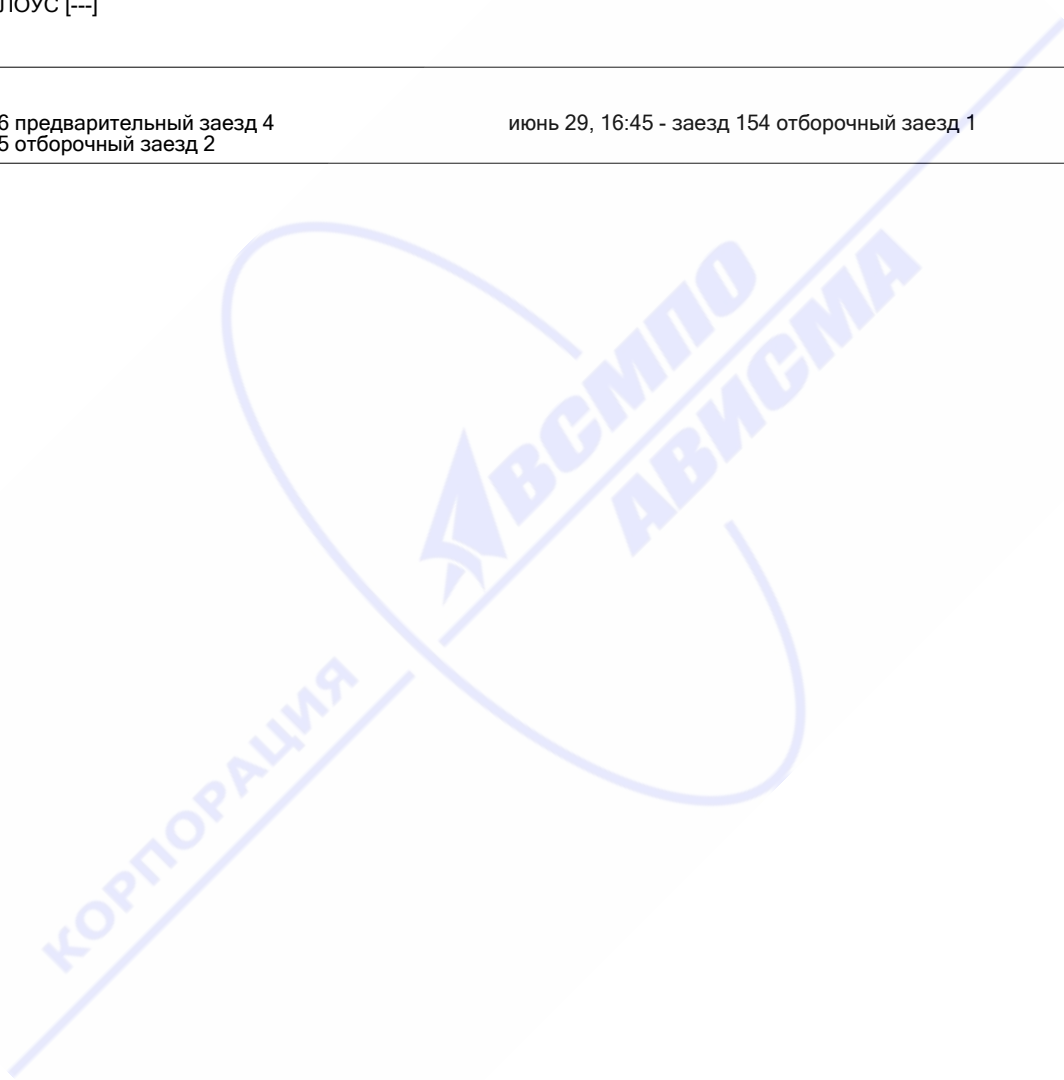 ЛОУС [---]
6 предварительный заезд 4
июнь 29, 16:45 - заезд 154 отборочный заезд 1
5 отборочный заезд 2
ВСМПО
АВИСМА
КОРПОРАЦИЯ